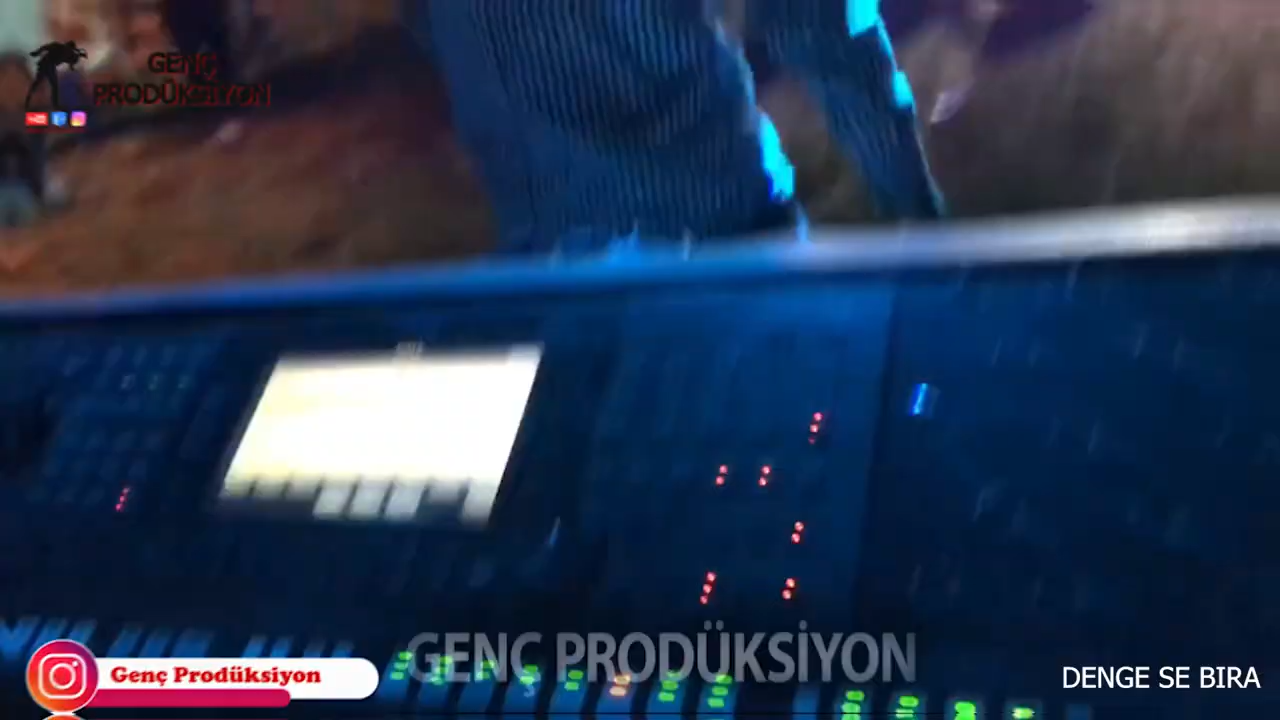 GENÇ
PRODÜKSİYON
GENÇ PRODÜKSİYON
Genç Prodüksiyon
DENGE SE BIRA